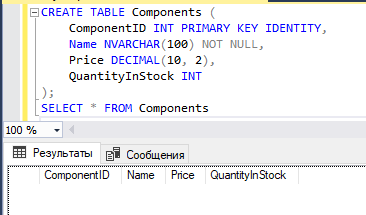 CREATE TABLE Components (
ComponentID INT PRIMARY KEY IDENTITY,
Name NVARCHAR(100) NOT NULL,
Price DECIMAL(10, 2),
QuantityInStock INT
);
SELECT * FROM Components
100 %
Результаты Сообщения
ComponentID Name Price QuantityInStock